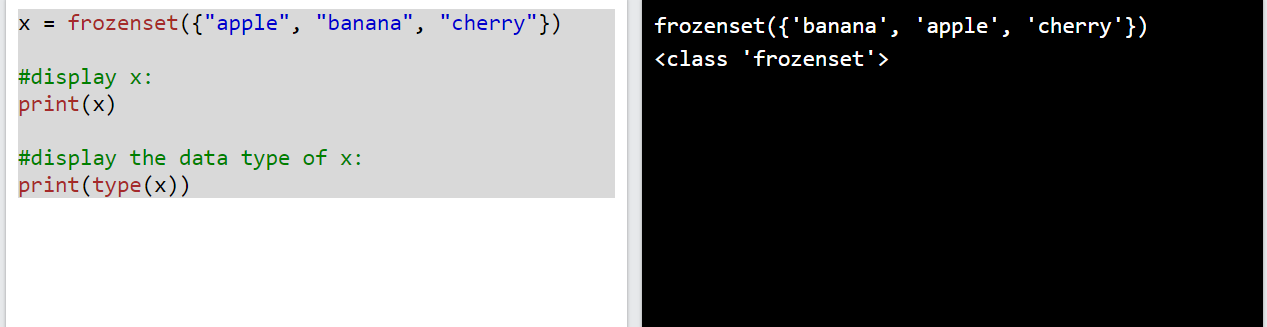 x = frozenset({"apple", "banana", "cherry"})
#display x:
print(x)
#display the data type of x:
print(type(x))
frozenset({'banana', 'apple', 'cherry'})
<class 'frozenset'>